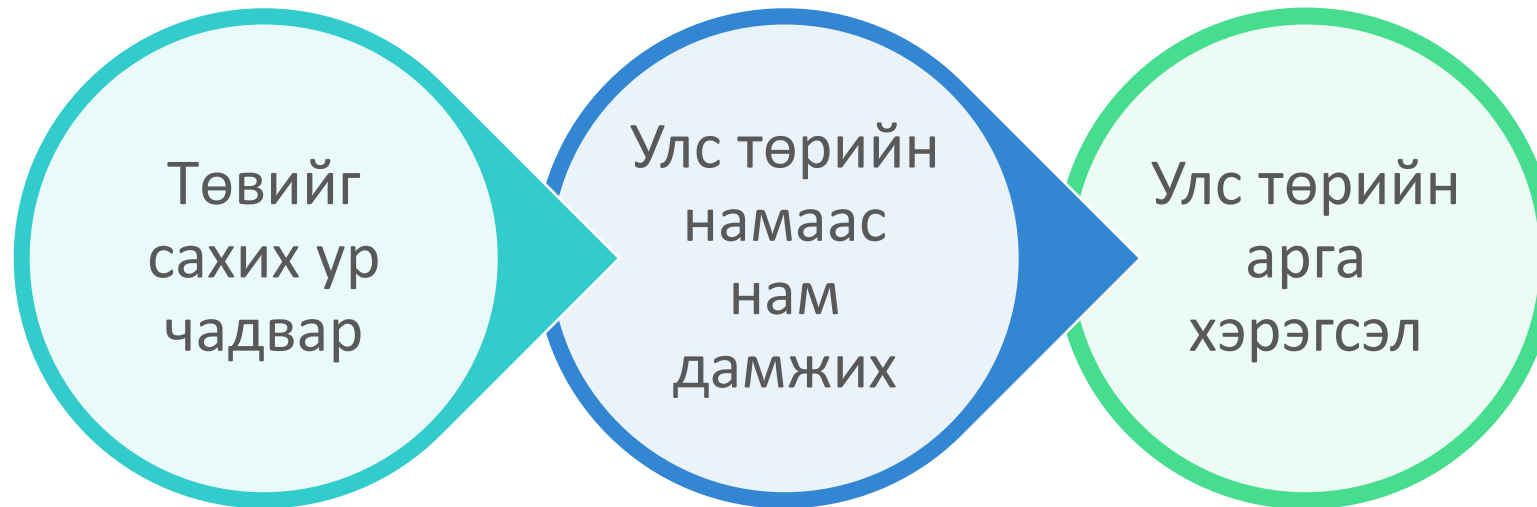 Төвийг
сахих ур
чадвар
Улс төрийн
намаас
нам
дамжих
Улс төрийн
арга
хэрэгсэл